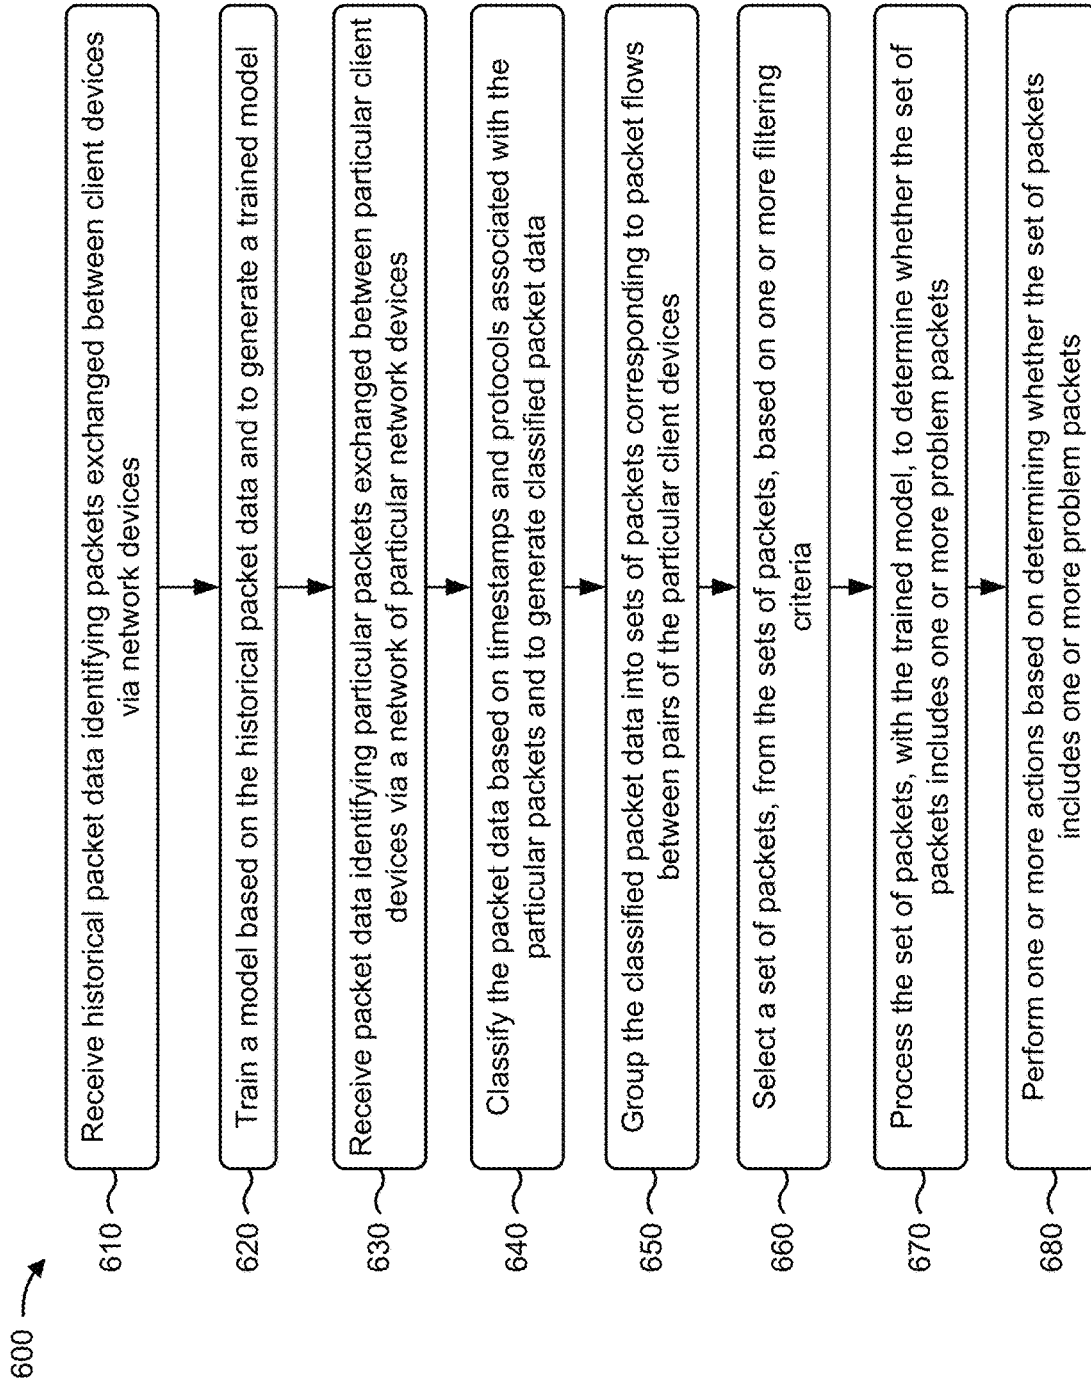 600
610
Receive historical packet data identifying packets exchanged between client devices
via network devices
620
Train a model based on the historical packet data and to generate a trained model
630
Receive packet data identifying particular packets exchanged between particular client
devices via a network of particular network devices
640
Classify the packet data based on timestamps and protocols associated with the
particular packets and to generate classified packet data
650
Group the classified packet data into sets of packets corresponding to packet flows
between pairs of the particular client devices
660
Select a set of packets, from the sets of packets, based on one or more filtering
criteria
670
Process the set of packets, with the trained model, to determine whether the set of
packets includes one or more problem packets
680
Perform one or more actions based on determining whether the set of packets
includes one or more problem packets